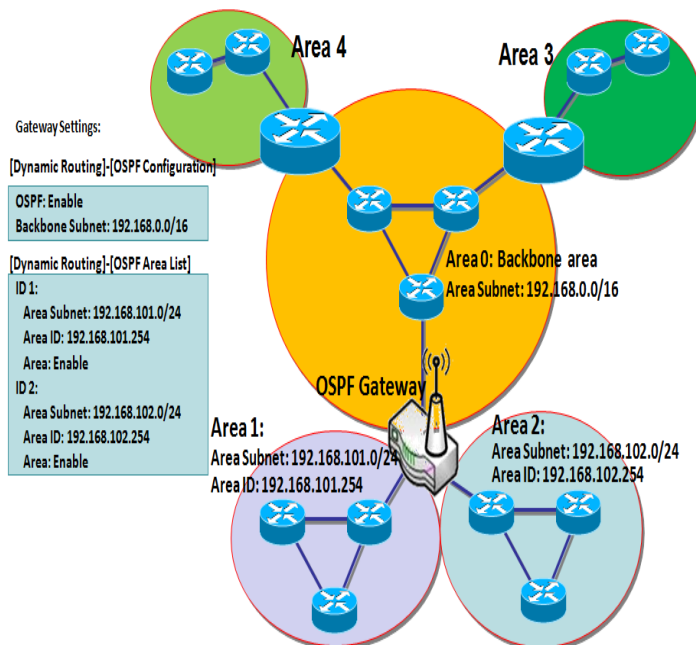 Area 4
Area 3
Gateway Settings:
[Dynamic Routing]-[OSPF Configuration]
OSPF: Enable
Backbone Subnet: 192.168.0.0/16
[Dynamic Routing]-[OSPF Area List]
ID 1:
Area Subnet: 192.168.101.0/24
Area ID: 192.168.101.254
Area: Enable
ID 2:
Area Subnet: 192.168.102.0/24
Area ID: 192.168.102.254
Area: Enable
Area 0: Backbone area
Area Subnet: 192.168.0.0/16
OSPF Gateway
Area 1:
Area Subnet: 192.168.101.0/24
Area ID: 192.168.101.254
Area 2:
Area Subnet: 192.168.102.0/24
Area ID: 192.168.102.254